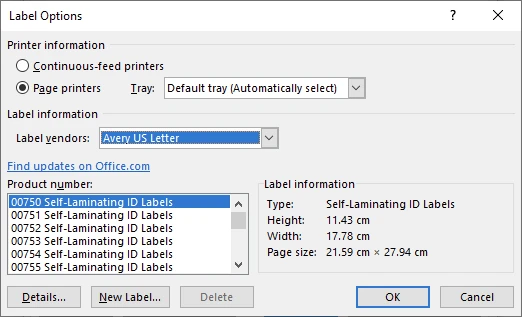 Label Options
?
Printer information
Continuous-feed printers
Page printers
Tray: Default tray (Automatically select)
Label information
Label vendors: Avery US Letter
Find updates on Office.com
Product number:
00750 Self-Laminating ID Labels
00751 Self-Laminating ID Labels
00752 Self-Laminating ID Labels
00753 Self-Laminating ID Labels
00754 Self-Laminating ID Labels
00755 Self-Laminating ID Labels
Label information
Type: Self-Laminating ID Labels
Height: 11.43 cm
Width: 17.78 cm
Page size: 21.59 cm × 27.94 cm
Details...
New Label...
Delete
OK
Cancel